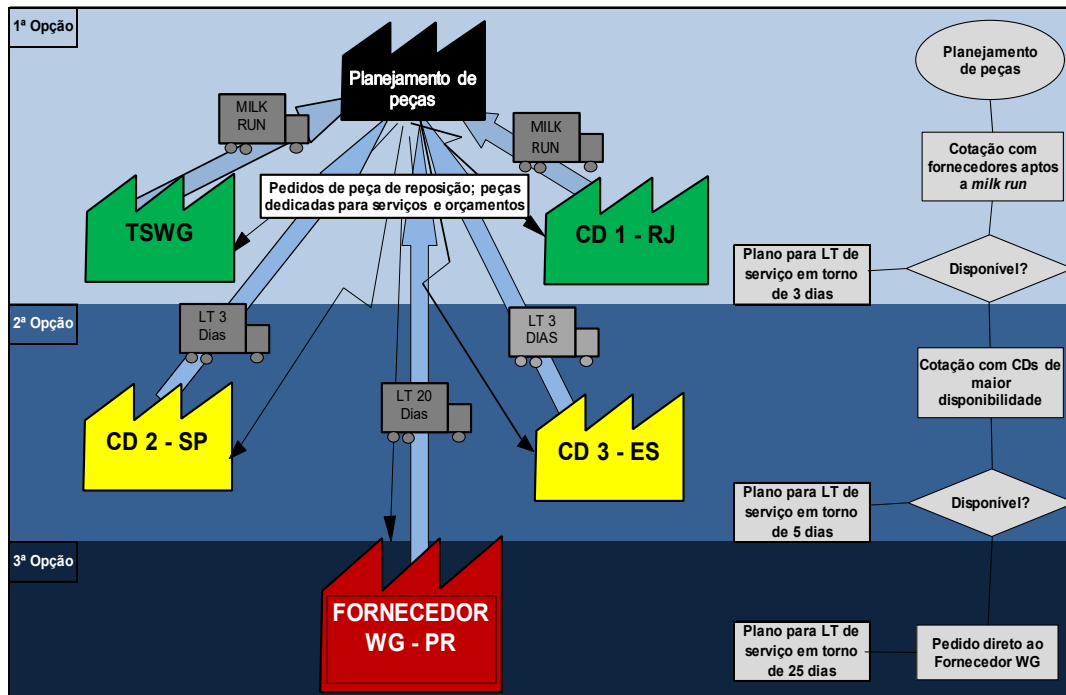 1ª Opção
Planejamento de
peças
MILK
RUN
MILK
RUN
Pedidos de peça de reposição; peças
dedicadas para serviços e orçamentos
TSWG
CD 1 - RJ
Planejamento
de peças
Cotação com
fornecedores aptos
a milk run
Disponível?
Plano para LT de
serviço em torno
de 3 dias
2ª Opção
LT 3
Dias
LT 3
DIAS
LT 20
Dias
CD 2 - SP
CD 3 - ES
Cotação com CDs de
maior
disponibilidade
Disponível?
Plano para LT de
serviço em torno
de 5 dias
3ª Opção
FORNECEDOR
WG - PR
Plano para LT de
serviço em torno
de 25 dias
Pedido direto ao
Fornecedor WG